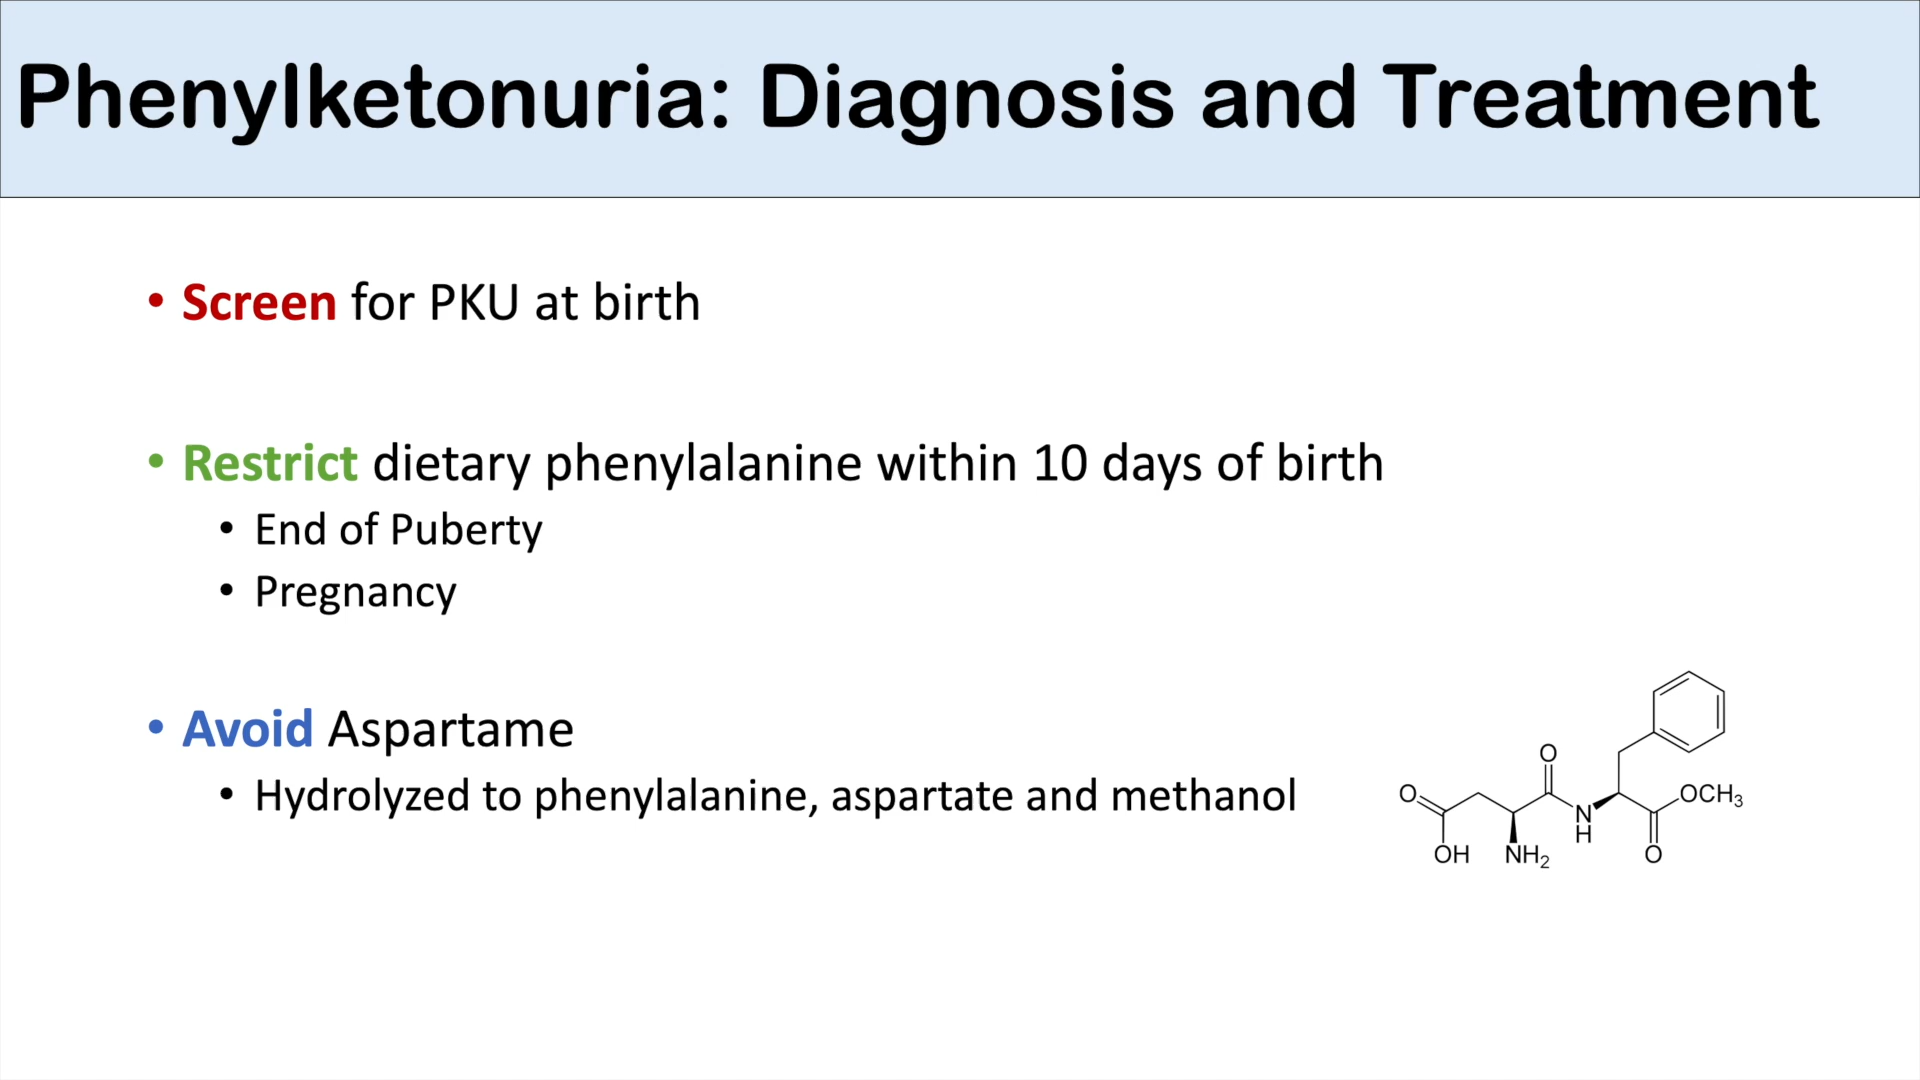 Phenylketonuria: Diagnosis and Treatment
• Screen for PKU at birth
• Restrict dietary phenylalanine within 10 days of birth
• End of Puberty
• Pregnancy
• Avoid Aspartame
• Hydrolyzed to phenylalanine, aspartate and methanol
O
O
N
H
OCH3
OH
NH2
O